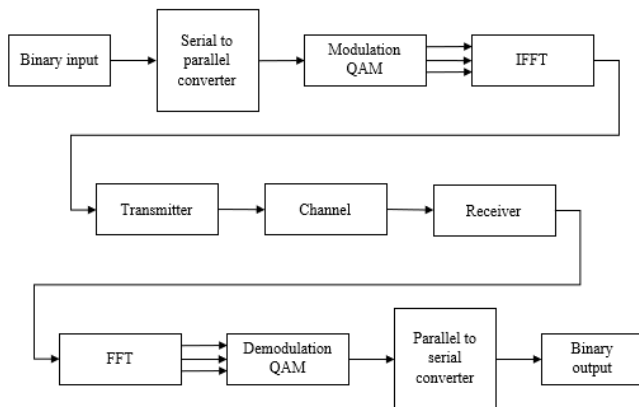 Binary input
Serial to
parallel
converter
Modulation
QAM
IFFT
Transmitter
Channel
Receiver
FFT
Demodulation
QAM
Parallel to
serial
converter
Binary
output